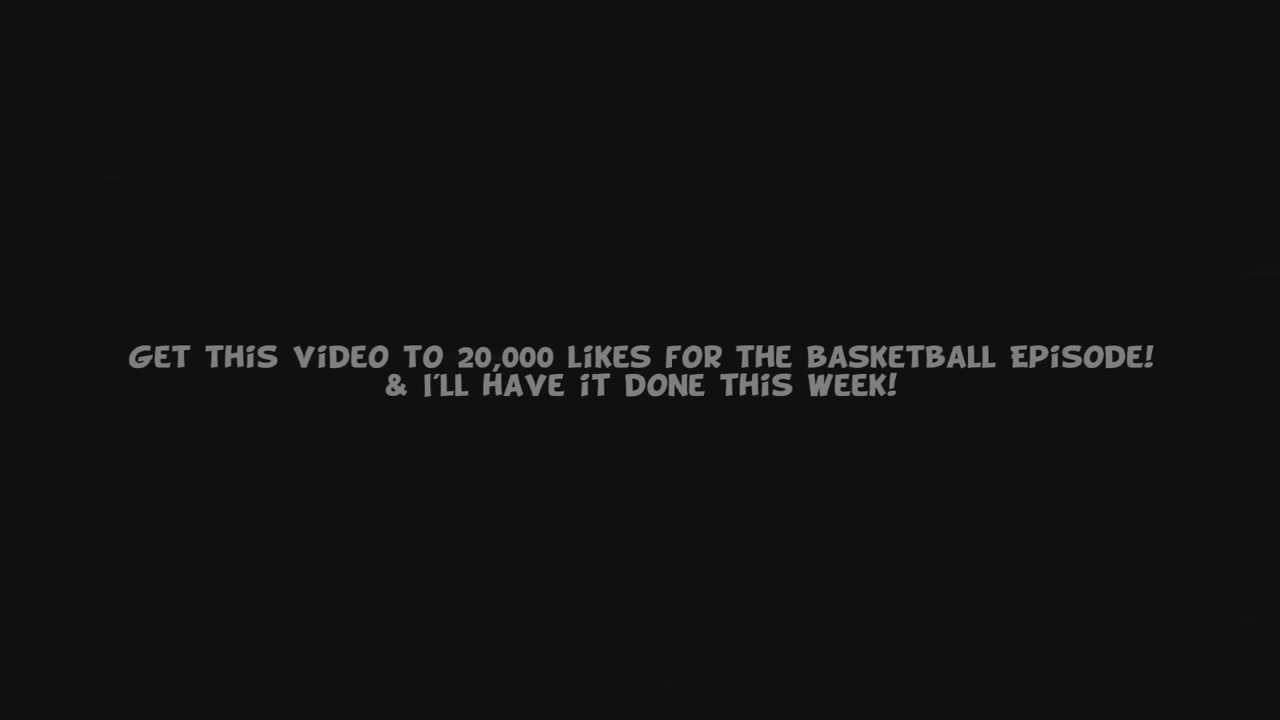 GET THiS ViDEO TO 20,000 LiKES FOR THE BASKETBALL EPiSODE!
& I'LL HAVE iT DONE THiS WEEK!